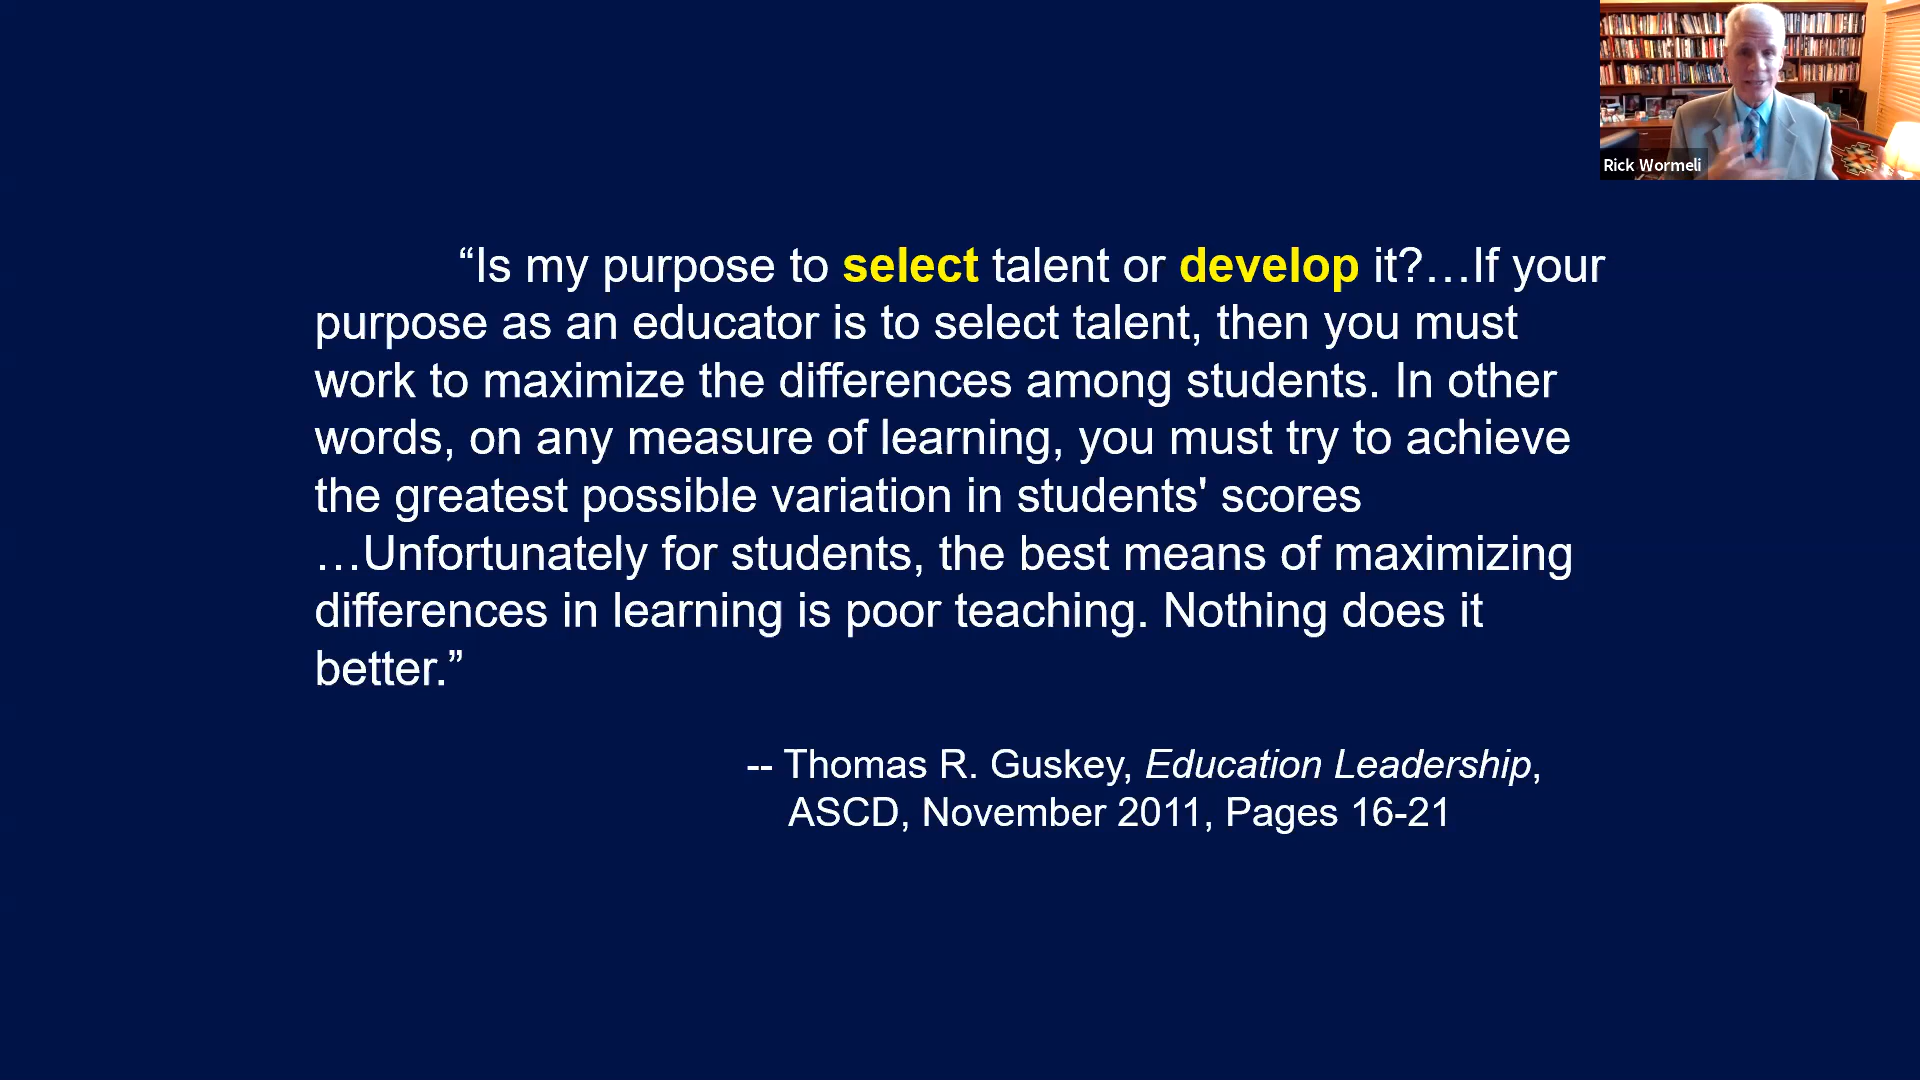 Rick Wormeli
“Is my purpose to select talent or develop it?…If your
purpose as an educator is to select talent, then you must
work to maximize the differences among students. In other
words, on any measure of learning, you must try to achieve
the greatest possible variation in students' scores
…Unfortunately for students, the best means of maximizing
differences in learning is poor teaching. Nothing does it
better.”
-- Thomas R. Guskey, Education Leadership,
ASCD, November 2011, Pages 16-21